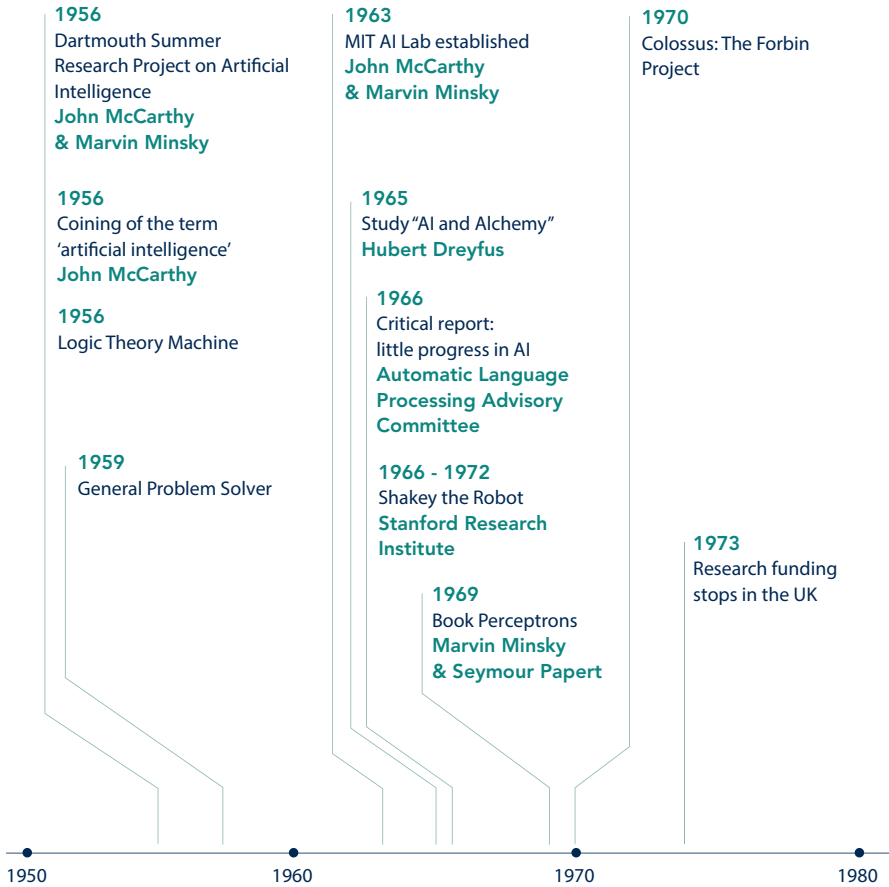 1956
Dartmouth Summer
Research Project on Artificial
Intelligence
John McCarthy
& Marvin Minsky
1956
Coining of the term
‘artificial intelligence’
John McCarthy
1956
Logic Theory Machine
1959
General Problem Solver
1963
MIT AI Lab established
John McCarthy
& Marvin Minsky
1965
Study “AI and Alchemy”
Hubert Dreyfus
1966
Critical report:
little progress in AI
Automatic Language
Processing Advisory
Committee
1966 - 1972
Shakey the Robot
Stanford Research
Institute
1969
Book Perceptrons
Marvin Minsky
& Seymour Papert
1970
Colossus: The Forbin
Project
1973
Research funding
stops in the UK
1950
1960
1970
1980